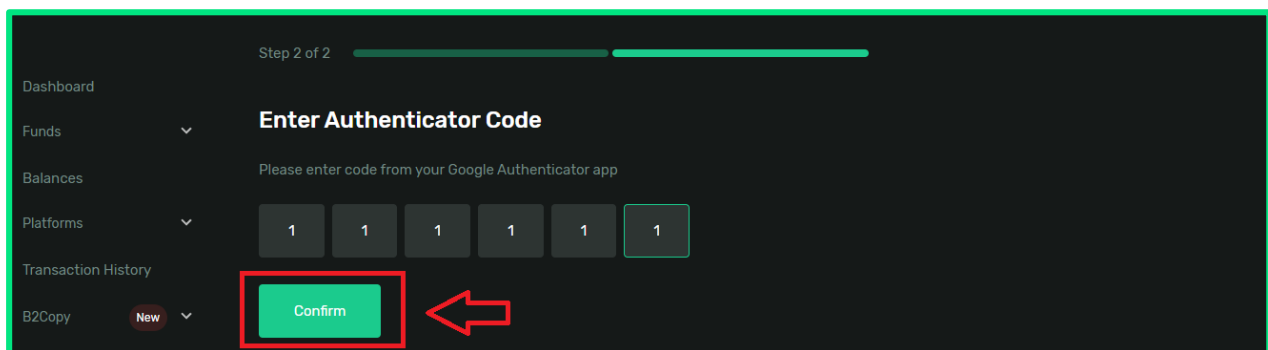 Step 2 of 2
Dashboard
Funds
Balances
Platforms
Transaction History
B2Copy New
Enter Authenticator Code
Please enter code from your Google Authenticator app
1 1 1 1 1 1
Confirm